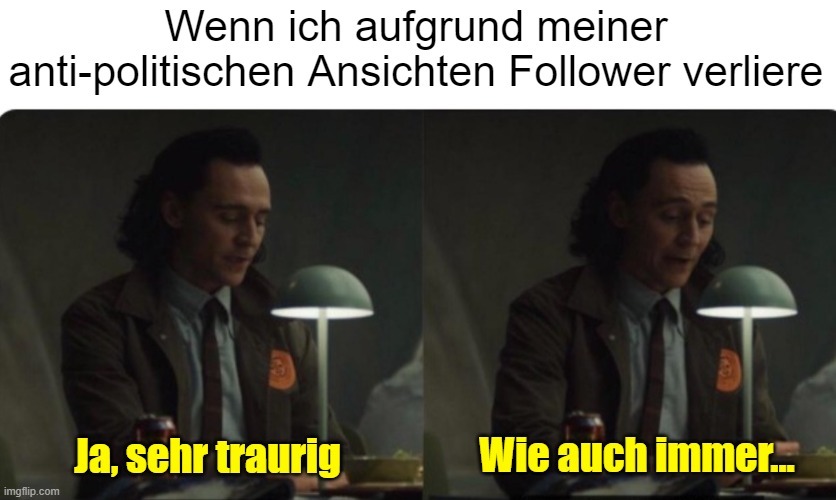 Wenn ich aufgrund meiner
anti-politischen Ansichten Follower verliere
Ja, sehr traurig
Wie auch immer...
imgflip.com